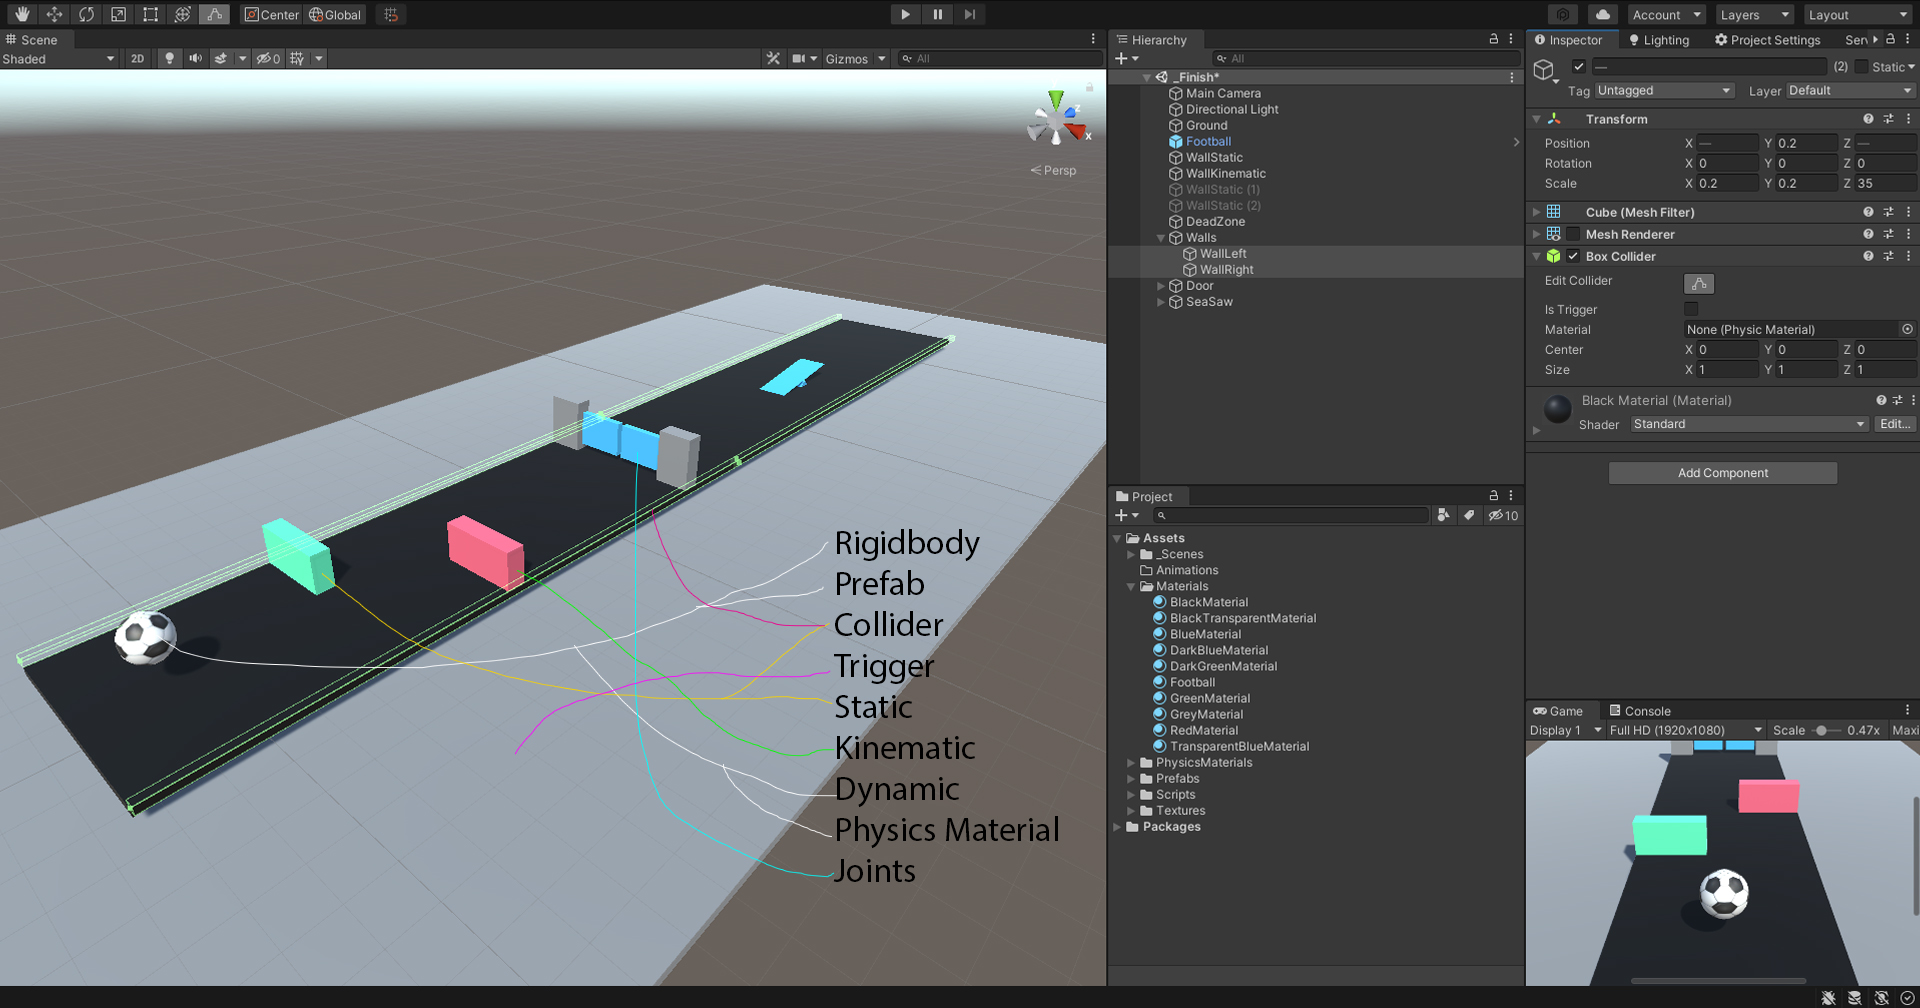 Center
Global
Account
Layers
Layout
Scene
Shaded
2D
0
Gizmos
All
x
z
Persp
Rigidbody
Prefab
Collider
Trigger
Static
Kinematic
Dynamic
Physics Material
Joints
Hierarchy
All
_Finish*
Main Camera
Directional Light
Ground
Football
WallStatic
WallKinematic
WallStatic (1)
WallStatic (2)
DeadZone
Walls
WallLeft
WallRight
Door
SeaSaw
Project
10
Assets
_Scenes
Animations
Materials
BlackMaterial
BlackTransparentMaterial
BlueMaterial
DarkBlueMaterial
DarkGreenMaterial
Football
GreenMaterial
GreyMaterial
RedMaterial
TransparentBlueMaterial
PhysicsMaterials
Prefabs
Scripts
Textures
Packages
Inspector Lighting Project Settings Serv
— (2) Static
Tag Untagged Layer Default
Transform
Position X — Y 0.2 Z —
Rotation X 0 Y 0 Z 0
Scale X 0.2 Y 0.2 Z 35
Cube (Mesh Filter)
Mesh Renderer
Box Collider
Edit Collider
Is Trigger
Material None (Physic Material)
Center X 0 Y 0 Z 0
Size X 1 Y 1 Z 1
Black Material (Material)
Shader Standard Edit...
Add Component
Game Console
Display 1 Full HD (1920x1080) Scale 0.47x Maxi